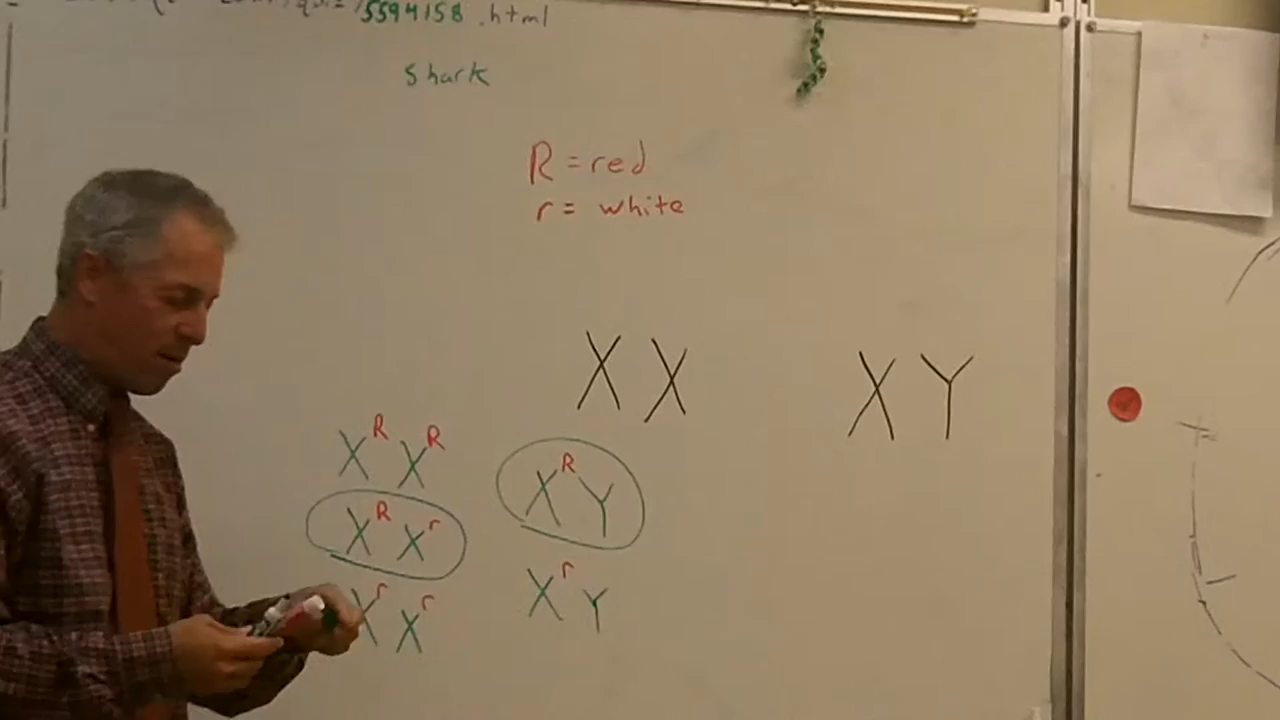 5594158.html
shark
R = red
r = white
X X
X Y
X^R X^R
X^R Y
X^R X^r
X^r Y
X^r X^r